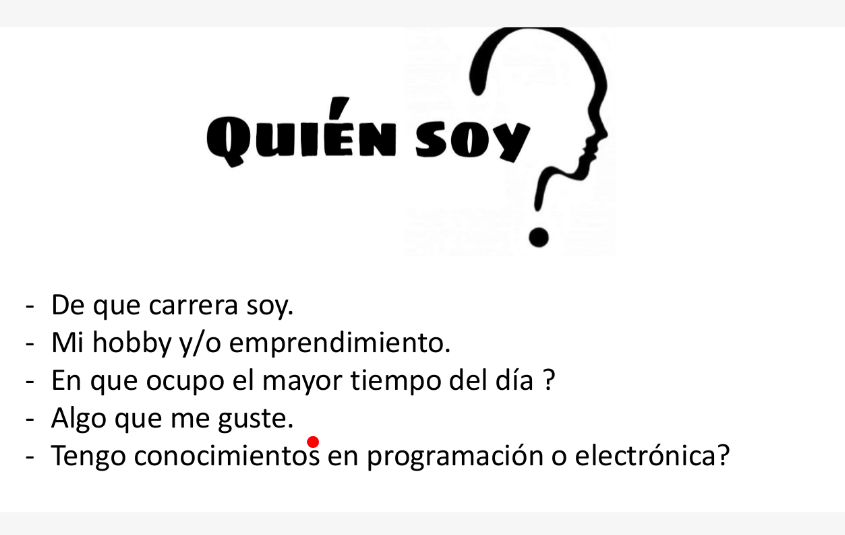 QUIÉN SOY
- De que carrera soy.
- Mi hobby y/o emprendimiento.
- En que ocupo el mayor tiempo del día ?
- Algo que me guste.
- Tengo conocimientos en programación o electrónica?